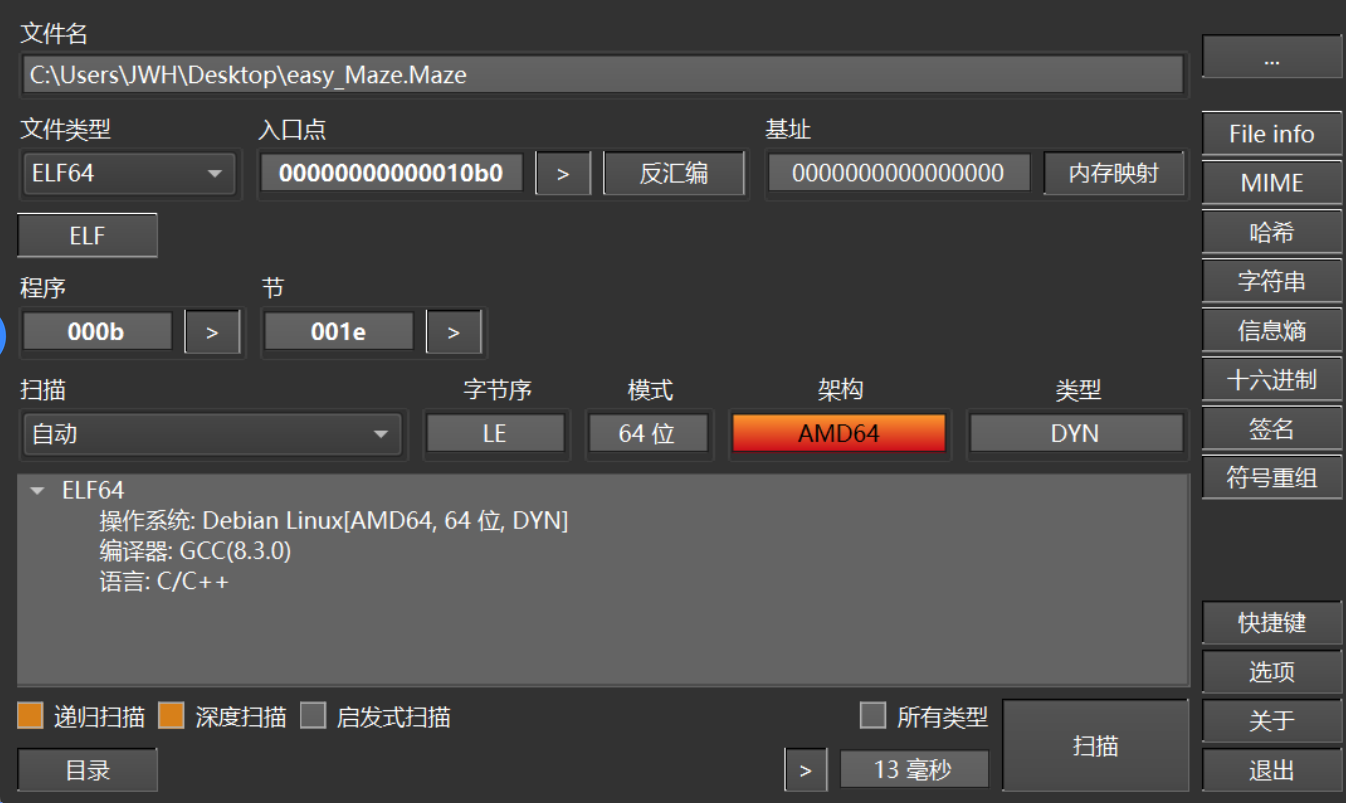 文件名
C:\Users\JWH\Desktop\easy_Maze.Maze
...
文件类型 入口点 基址
ELF64 00000000000010b0 > 反汇编 0000000000000000 内存映射
File info
MIME
ELF
哈希
程序 节
字符串
000b > 001e >
信息熵
扫描 字节序 模式 架构 类型
十六进制
自动 LE 64 位 AMD64 DYN
签名
符号重组
ELF64
操作系统: Debian Linux[AMD64, 64 位, DYN]
编译器: GCC(8.3.0)
语言: C/C++
快捷键
选项
递归扫描 深度扫描 启发式扫描 所有类型
扫描
关于
目录 > 13 毫秒
退出